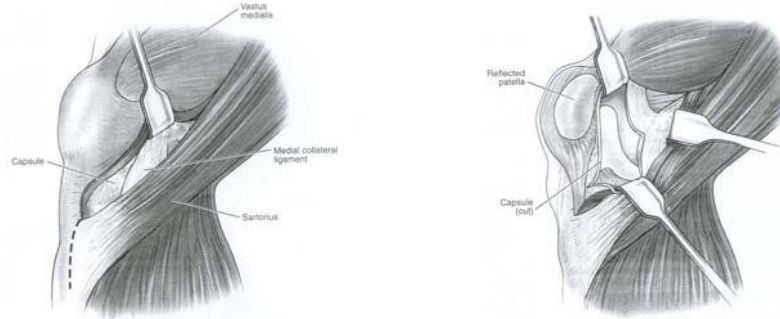 Vastus
medialis
Capsule
Medial collateral
ligament
Sartorius
Reflected
patella
Capsule
(cut)